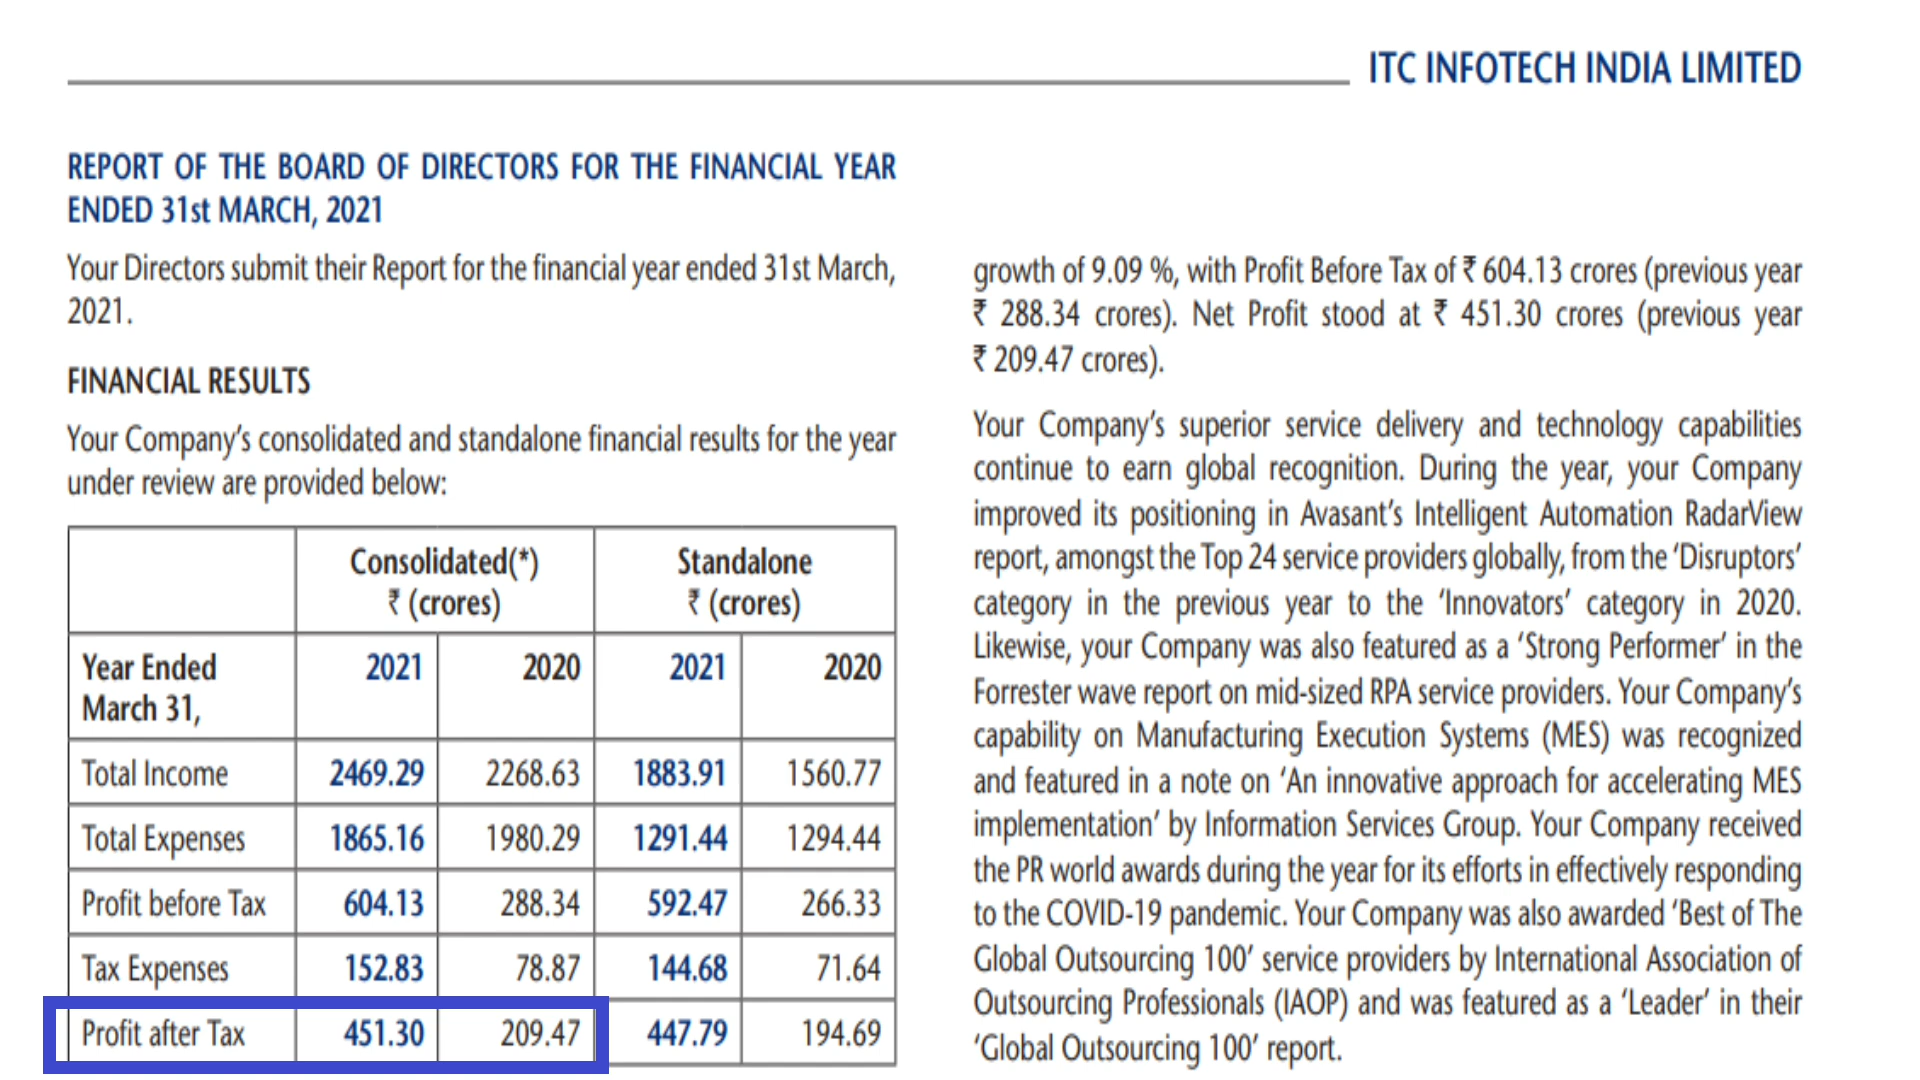 ITC INFOTECH INDIA LIMITED
REPORT OF THE BOARD OF DIRECTORS FOR THE FINANCIAL YEAR
ENDED 31st MARCH, 2021
Your Directors submit their Report for the financial year ended 31st March,
2021.
FINANCIAL RESULTS
Your Company’s consolidated and standalone financial results for the year
under review are provided below:
Consolidated(*) Standalone
₹ (crores) ₹ (crores)
Year Ended 2021 2020 2021 2020
March 31,
Total Income 2469.29 2268.63 1883.91 1560.77
Total Expenses 1865.16 1980.29 1291.44 1294.44
Profit before Tax 604.13 288.34 592.47 266.33
Tax Expenses 152.83 78.87 144.68 71.64
Profit after Tax 451.30 209.47 447.79 194.69
growth of 9.09 %, with Profit Before Tax of ₹ 604.13 crores (previous year
₹ 288.34 crores). Net Profit stood at ₹ 451.30 crores (previous year
₹ 209.47 crores).
Your Company’s superior service delivery and technology capabilities
continue to earn global recognition. During the year, your Company
improved its positioning in Avasant’s Intelligent Automation RadarView
report, amongst the Top 24 service providers globally, from the ‘Disruptors’
category in the previous year to the ‘Innovators’ category in 2020.
Likewise, your Company was also featured as a ‘Strong Performer’ in the
Forrester wave report on mid-sized RPA service providers. Your Company’s
capability on Manufacturing Execution Systems (MES) was recognized
and featured in a note on ‘An innovative approach for accelerating MES
implementation’ by Information Services Group. Your Company received
the PR world awards during the year for its efforts in effectively responding
to the COVID-19 pandemic. Your Company was also awarded ‘Best of The
Global Outsourcing 100’ service providers by International Association of
Outsourcing Professionals (IAOP) and was featured as a ‘Leader’ in their
‘Global Outsourcing 100’ report.